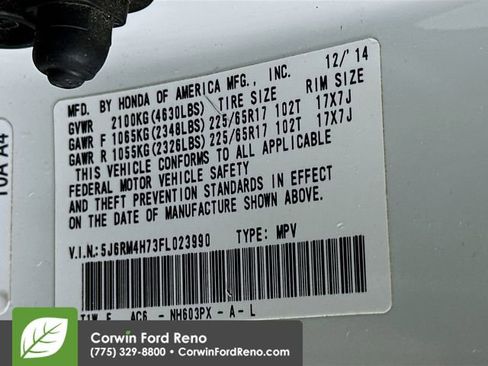 12/'14
MFD. BY HONDA OF AMERICA MFG., INC.
GVWR 2100KG(4630LBS) TIRE SIZE RIM SIZE
GAWR F 1065KG(2348LBS) 225/65R17 102T 17X7J
GAWR R 1055KG(2326LBS) 225/65R17 102T 17X7J
THIS VEHICLE CONFORMS TO ALL APPLICABLE
FEDERAL MOTOR VEHICLE SAFETY
AND THEFT PREVENTION STANDARDS IN EFFECT
ON THE DATE OF MANUFACTURE SHOWN ABOVE.
V.I.N.:5J6RM4H73FL023990 TYPE: MPV
AC6 - NH603PX - A - L
Corwin Ford Reno
(775) 329-8800 • CorwinFordReno.com